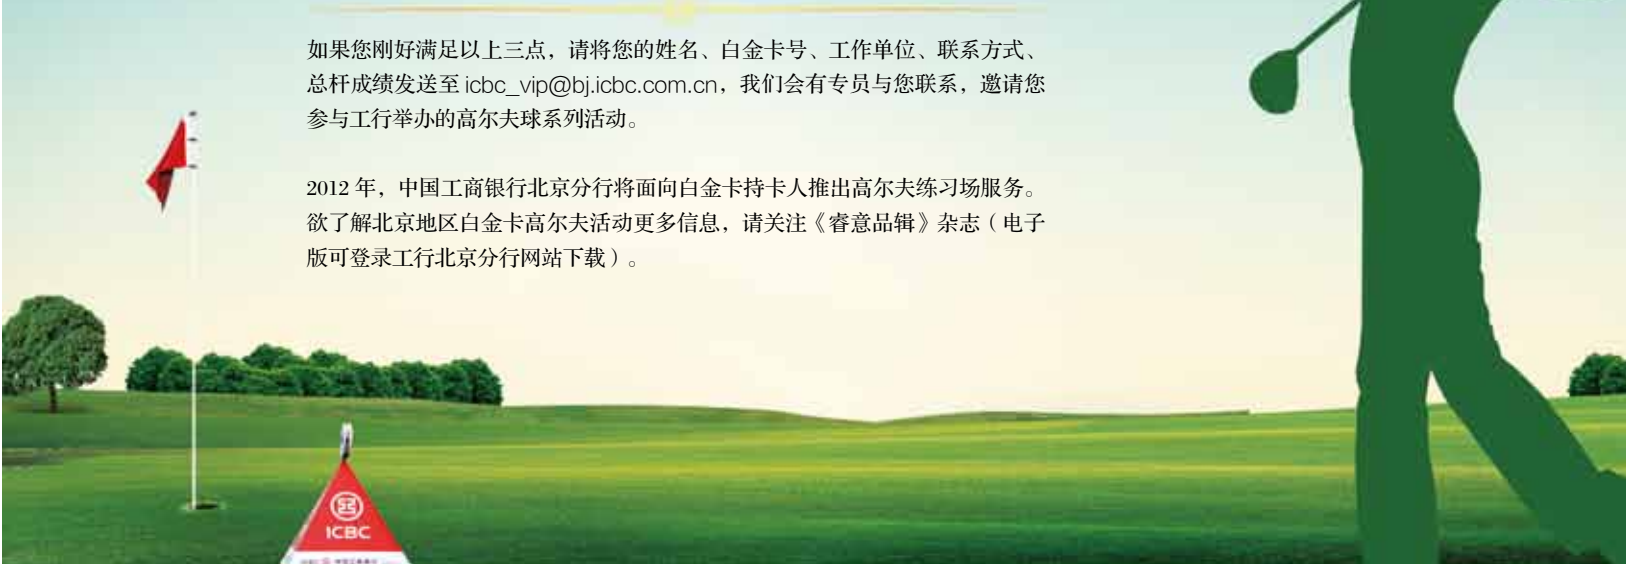 如果您刚好满足以上三点，请将您的姓名、白金卡号、工作单位、联系方式、
总杆成绩发送至 icbc_vip@bj.icbc.com.cn，我们会有专员与您联系，邀请您
参与工行举办的高尔夫球系列活动。
2012 年，中国工商银行北京分行将面向白金卡持卡人推出高尔夫练习场服务。
欲了解北京地区白金卡高尔夫活动更多信息，请关注《睿意品辑》杂志（电子
版可登录工行北京分行网站下载）。
ICBC